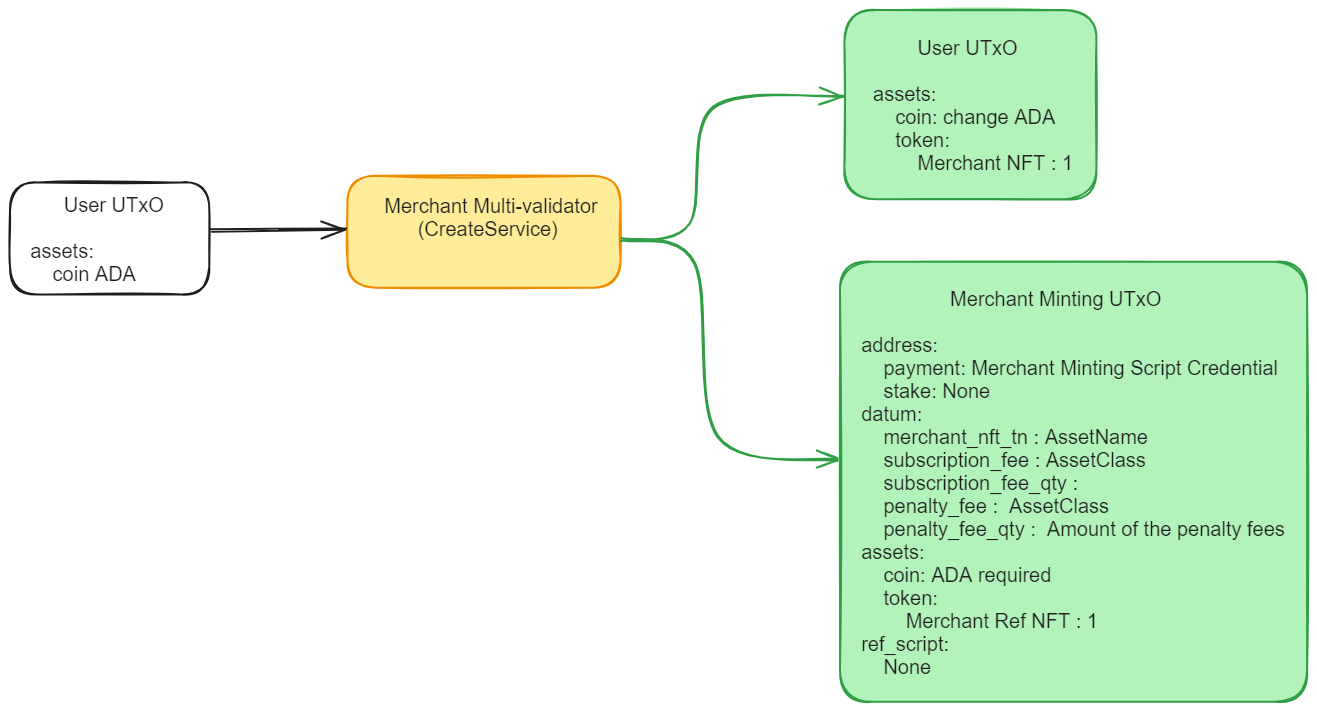 User UTxO
assets:
coin ADA
Merchant Multi-validator
(CreateService)
User UTxO
assets:
coin: change ADA
token:
Merchant NFT : 1
Merchant Minting UTxO
address:
payment: Merchant Minting Script Credential
stake: None
datum:
merchant_nft_tn : AssetName
subscription_fee : AssetClass
subscription_fee_qty :
penalty_fee :  AssetClass
penalty_fee_qty :  Amount of the penalty fees
assets:
coin: ADA required
token:
Merchant Ref NFT : 1
ref_script:
None